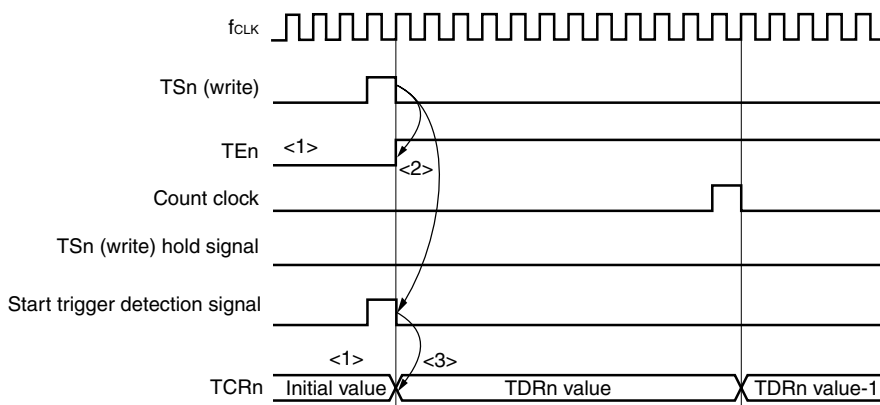 fCLK
TSn (write)
TEn
<1>
<2>
Count clock
TSn (write) hold signal
Start trigger detection signal
<1>
<3>
TCRn
Initial value
TDRn value
TDRn value-1